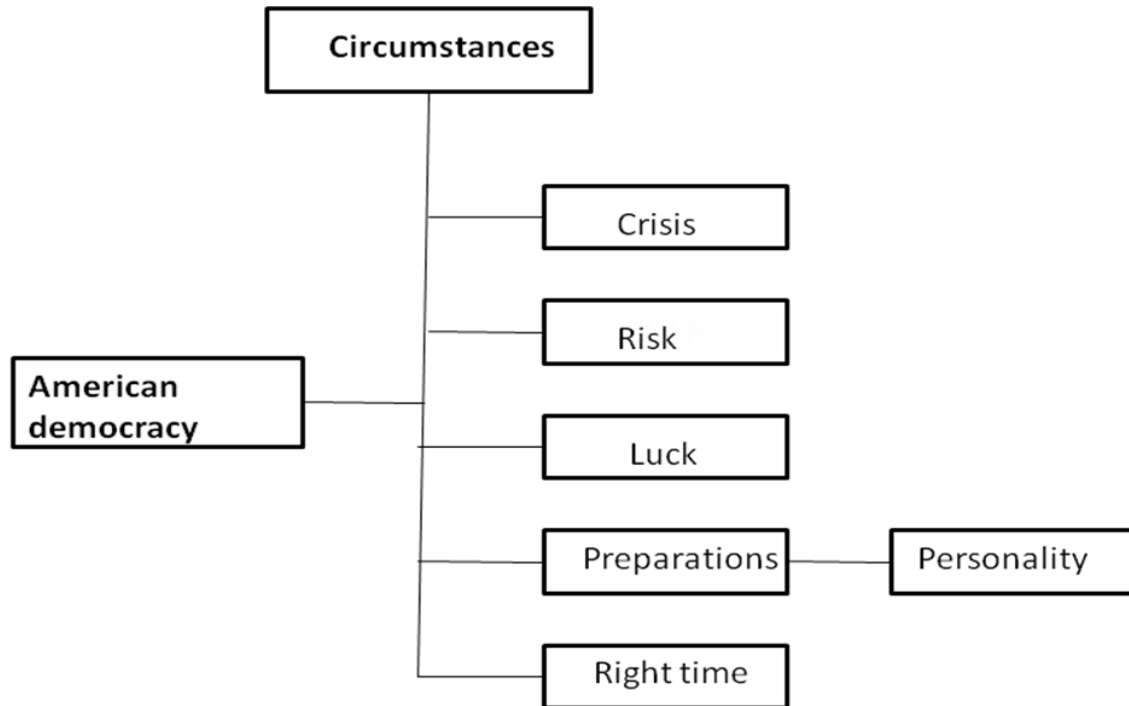 Circumstances
Crisis
Risk
American
democracy
Luck
Preparations
Personality
Right time